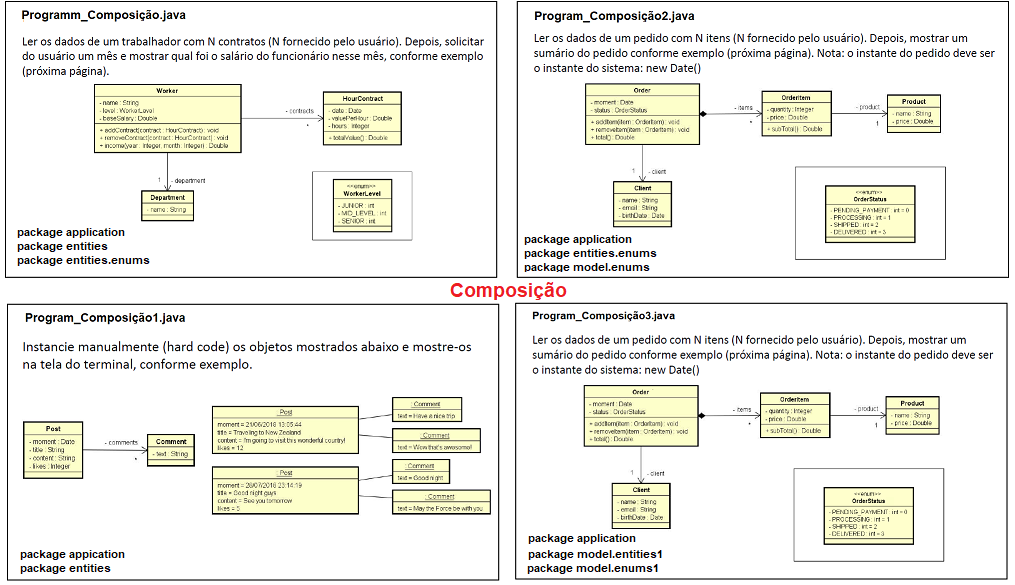 Programm_Composição.java
Ler os dados de um trabalhador com N contratos (N fornecido pelo usuário). Depois, solicitar
do usuário um mês e mostrar qual foi o salário do funcionário nesse mês, conforme exemplo
(próxima página).
Worker
- name : String
- level : WorkerLevel
- baseSalary : Double
+ addContract(contract : HourContract) : void
+ removeContract(contract : HourContract) : void
+ income(year : Integer, month : Integer) : Double
- contracts
*
HourContract
- date : Date
- valuePerHour : Double
- hours : Integer
+ totalValue() : Double
1
- department
Department
- name : String
<<enum>>
WorkerLevel
- JUNIOR : int
- MID_LEVEL : int
- SENIOR : int
package application
package entities
package entities.enums
Program_Composição2.java
Ler os dados de um pedido com N itens (N fornecido pelo usuário). Depois, mostrar um
sumário do pedido conforme exemplo (próxima página). Nota: o instante do pedido deve ser
o instante do sistema: new Date()
Order
- moment : Date
- status : OrderStatus
+ addItem(item : OrderItem) : void
+ removeItem(item : OrderItem) : void
+ total() : Double
- items
*
OrderItem
- quantity : Integer
- price : Double
+ subTotal() : Double
- product
1
Product
- name : String
- price : Double
1
- client
Client
- name : String
- email : String
- birthDate : Date
<<enum>>
OrderStatus
- PENDING_PAYMENT : int = 0
- PROCESSING : int = 1
- SHIPPED : int = 2
- DELIVERED : int = 3
package application
package entities.enums
package model.enums
Composição
Program_Composição1.java
Instancie manualmente (hard code) os objetos mostrados abaixo e mostre-os
na tela do terminal, conforme exemplo.
Post
- moment : Date
- title : String
- content : String
- likes : Integer
- comments
*
Comment
- text : String
: Post
moment = 21/06/2018 13:05:44
title = Traveling to New Zealand
content = I'm going to visit this wonderful country!
likes = 12
: Comment
text = Have a nice trip
: Comment
text = Wow that's awesome!
: Post
moment = 28/07/2018 23:14:19
title = Good night guys
content = See you tomorrow
likes = 5
: Comment
text = Good night
: Comment
text = May the Force be with you
package apctication
package entities
Program_Composição3.java
Ler os dados de um pedido com N itens (N fornecido pelo usuário). Depois, mostrar um
sumário do pedido conforme exemplo (próxima página). Nota: o instante do pedido deve ser
o instante do sistema: new Date()
Order
- moment : Date
- status : OrderStatus
+ addItem(item : OrderItem) : void
+ removeItem(item : OrderItem) : void
+ total() : Double
- items
*
OrderItem
- quantity : Integer
- price : Double
+ subTotal() : Double
- product
1
Product
- name : String
- price : Double
1
- client
Client
- name : String
- email : String
- birthDate : Date
<<enum>>
OrderStatus
- PENDING_PAYMENT : int = 0
- PROCESSING : int = 1
- SHIPPED : int = 2
- DELIVERED : int = 3
package application
package model.entities1
package model.enums1